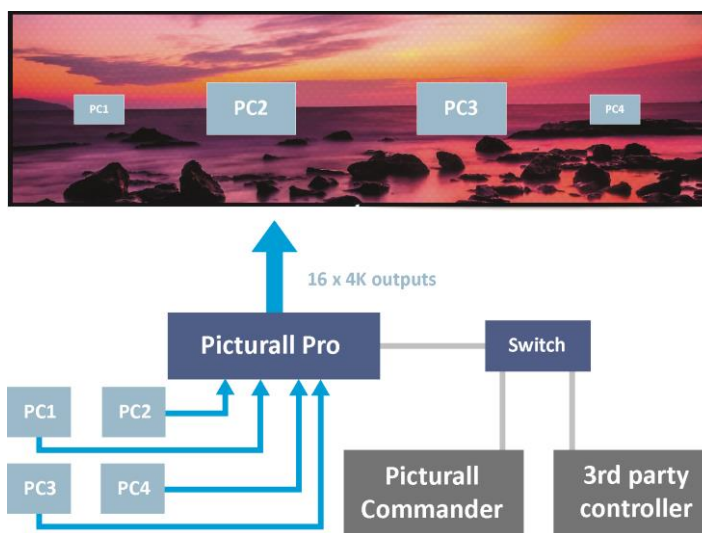 PC1
PC2
PC3
PC4
16 x 4K outputs
Picturall Pro
Switch
PC1
PC2
PC3
PC4
Picturall
Commander
3rd party
controller